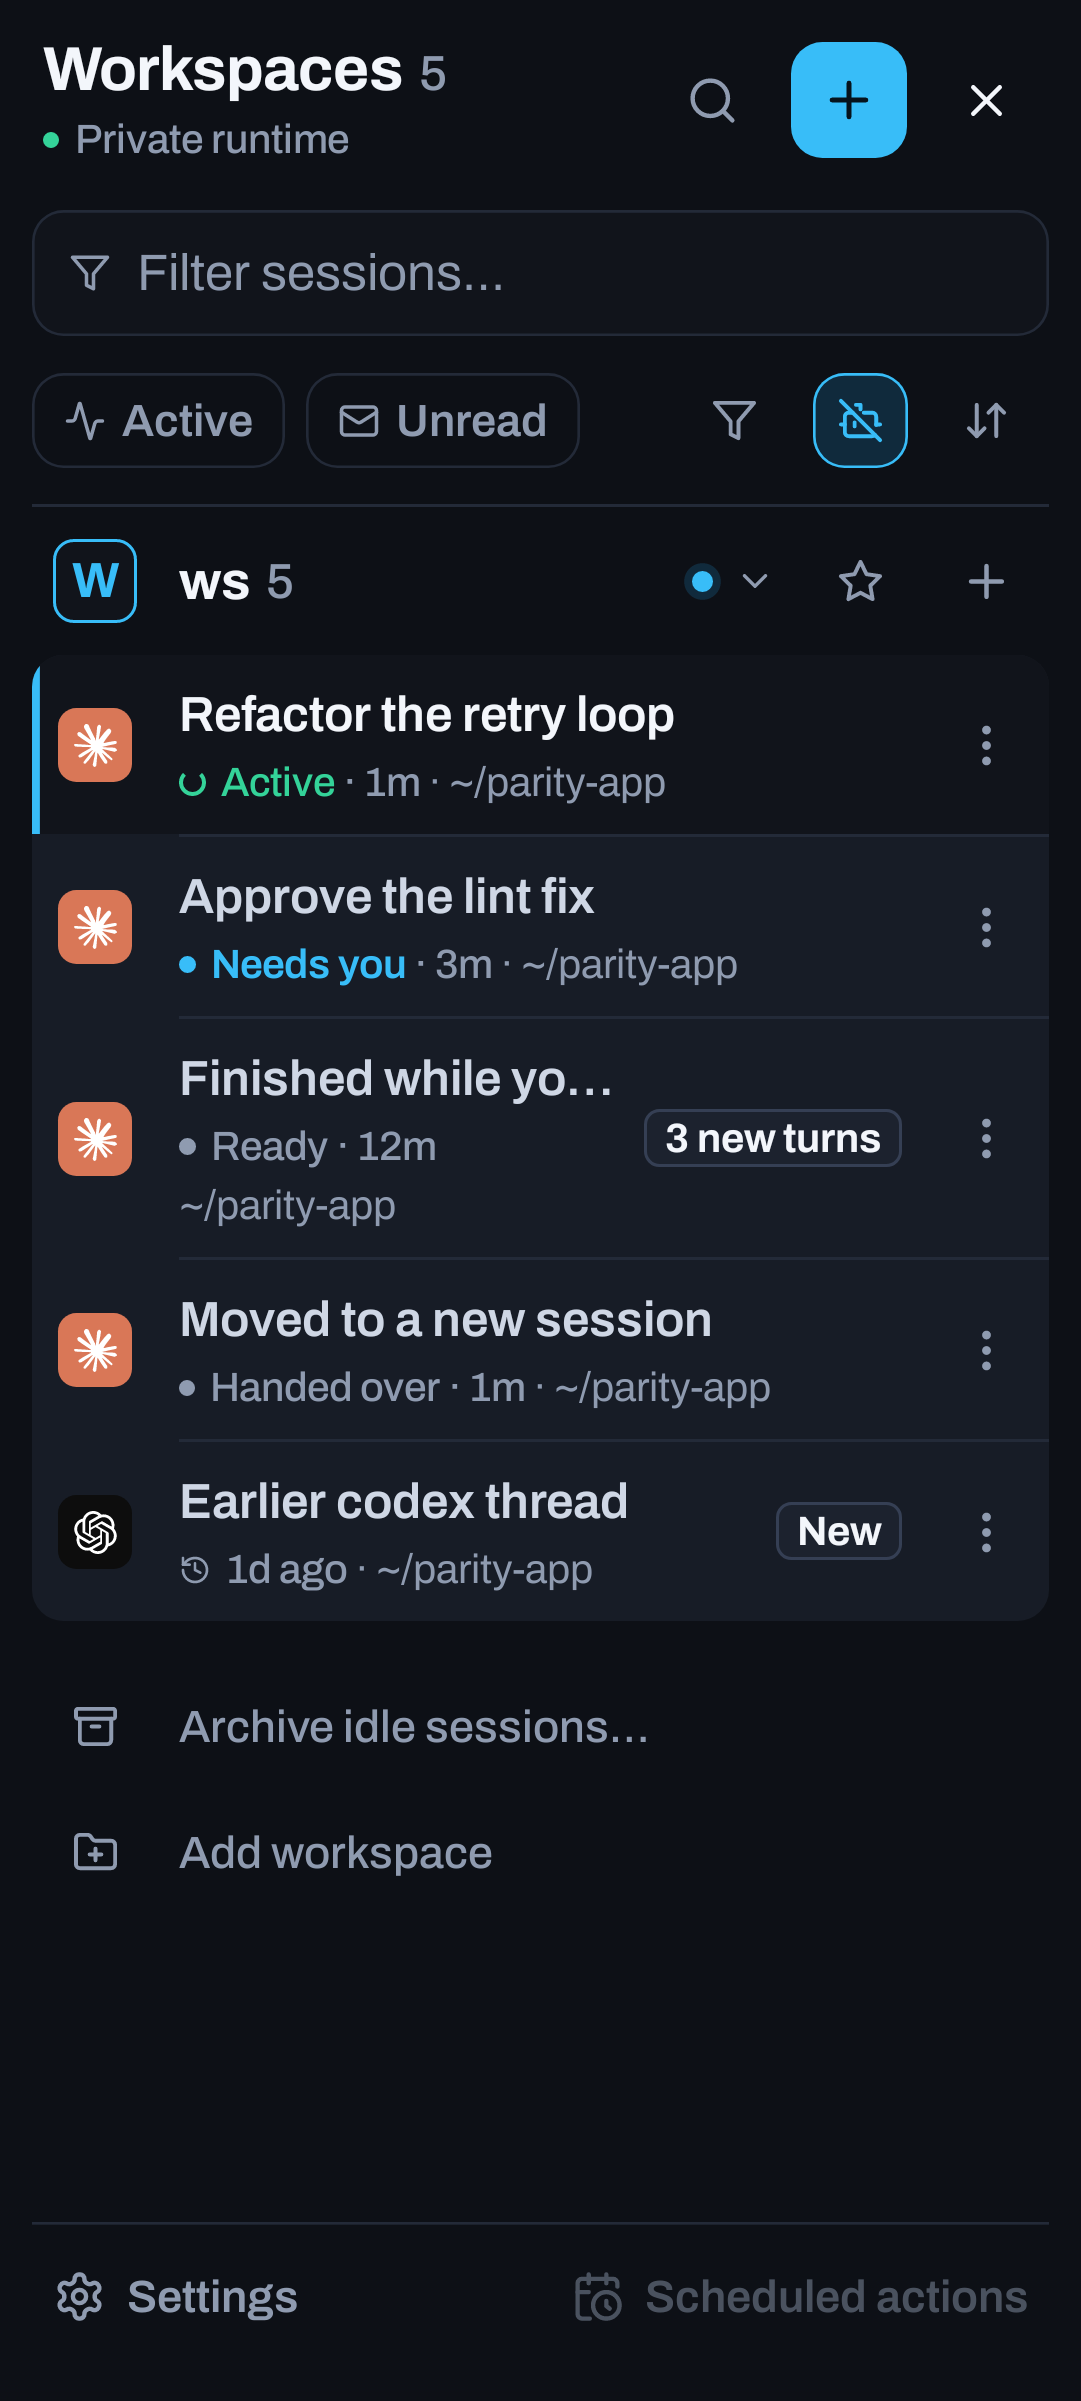 Workspaces 5
Private runtime
Filter sessions...
Active
Unread
W
ws 5
Refactor the retry loop
Active · 1m · ~/parity-app
Approve the lint fix
Needs you · 3m · ~/parity-app
Finished while yo...
Ready · 12m
3 new turns
~/parity-app
Moved to a new session
Handed over · 1m · ~/parity-app
Earlier codex thread
New
1d ago · ~/parity-app
Archive idle sessions...
Add workspace
Settings
Scheduled actions